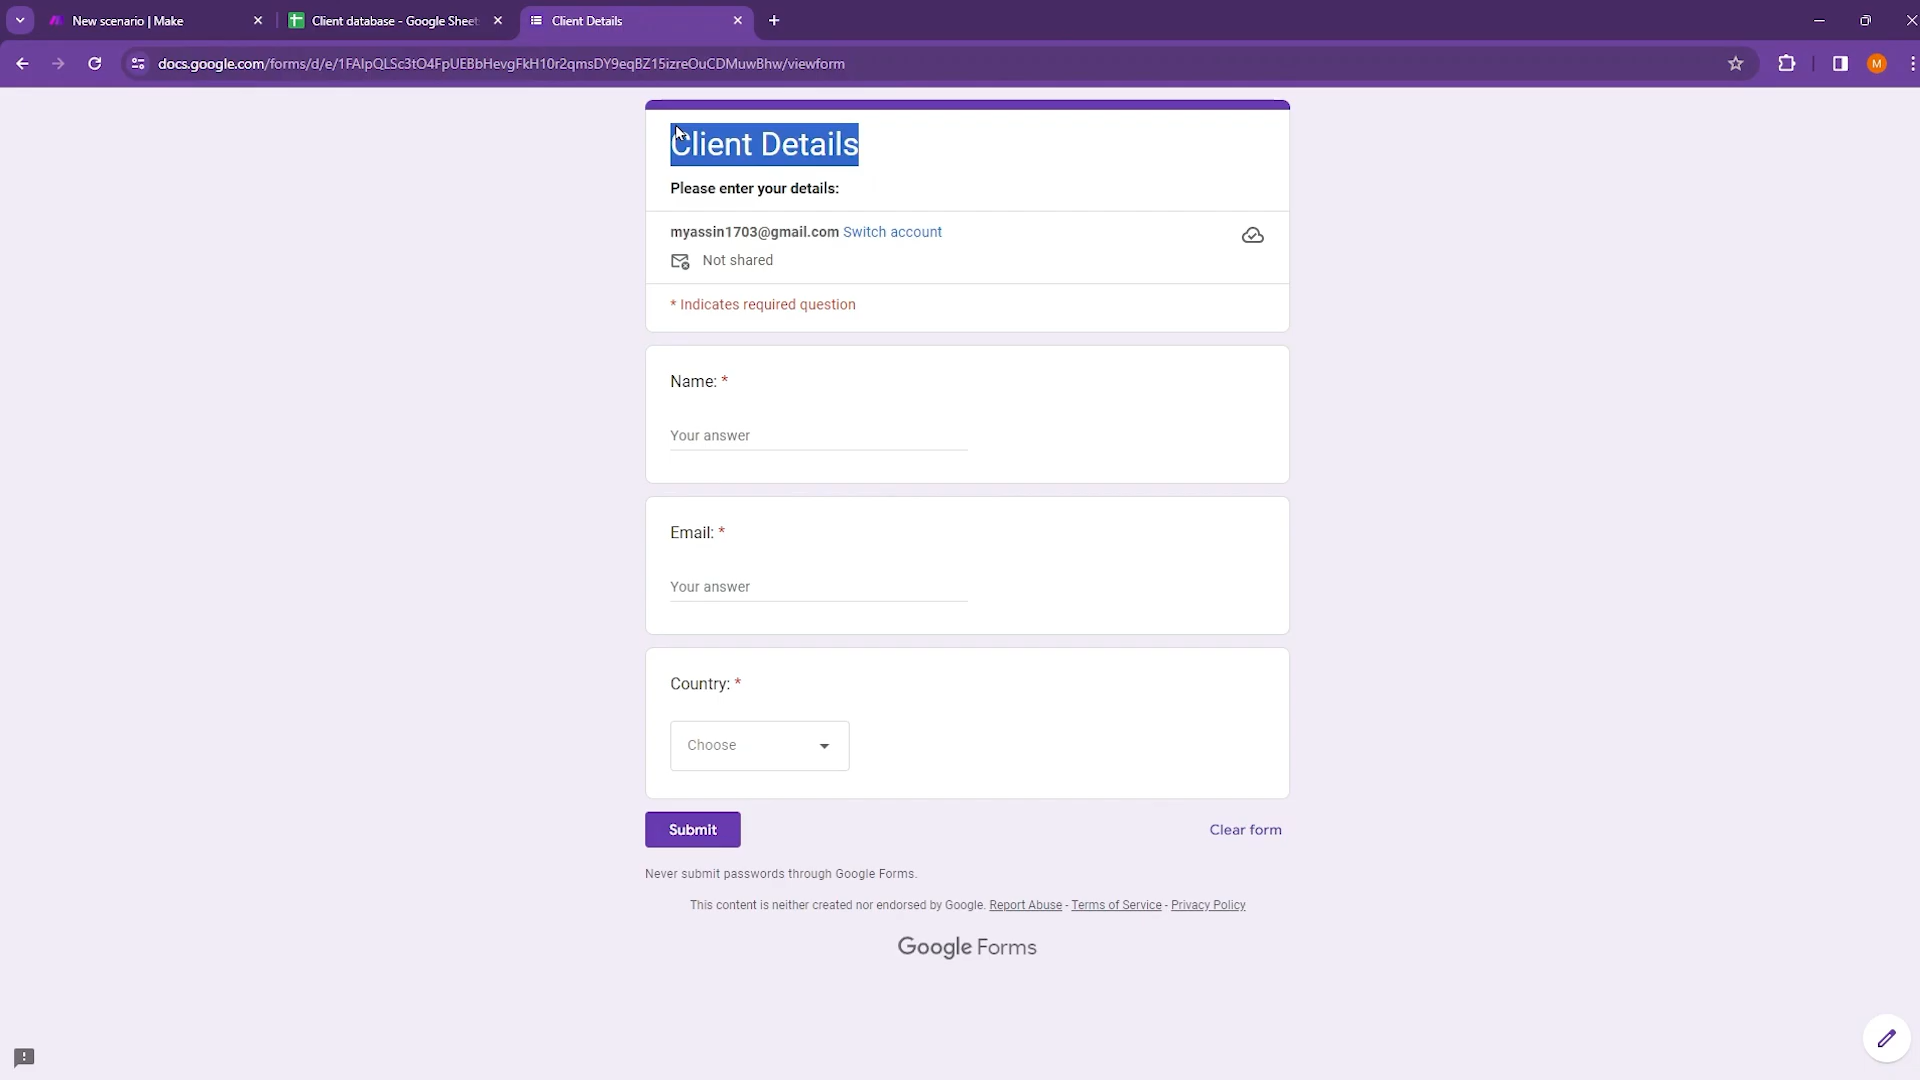 New scenario | Make
Client database - Google Sheet
Client Details
docs.google.com/forms/d/e/1FAIpQLSc3tO4FpUEBbHevgFkH10r2qmsDY9eqBZ15izreOuCDMuwBhw/viewform
M
Client Details
Please enter your details:
myassin1703@gmail.com Switch account
Not shared
* Indicates required question
Name: *
Your answer
Email: *
Your answer
Country: *
Choose
Submit
Clear form
Never submit passwords through Google Forms.
This content is neither created nor endorsed by Google. Report Abuse - Terms of Service - Privacy Policy
Google Forms